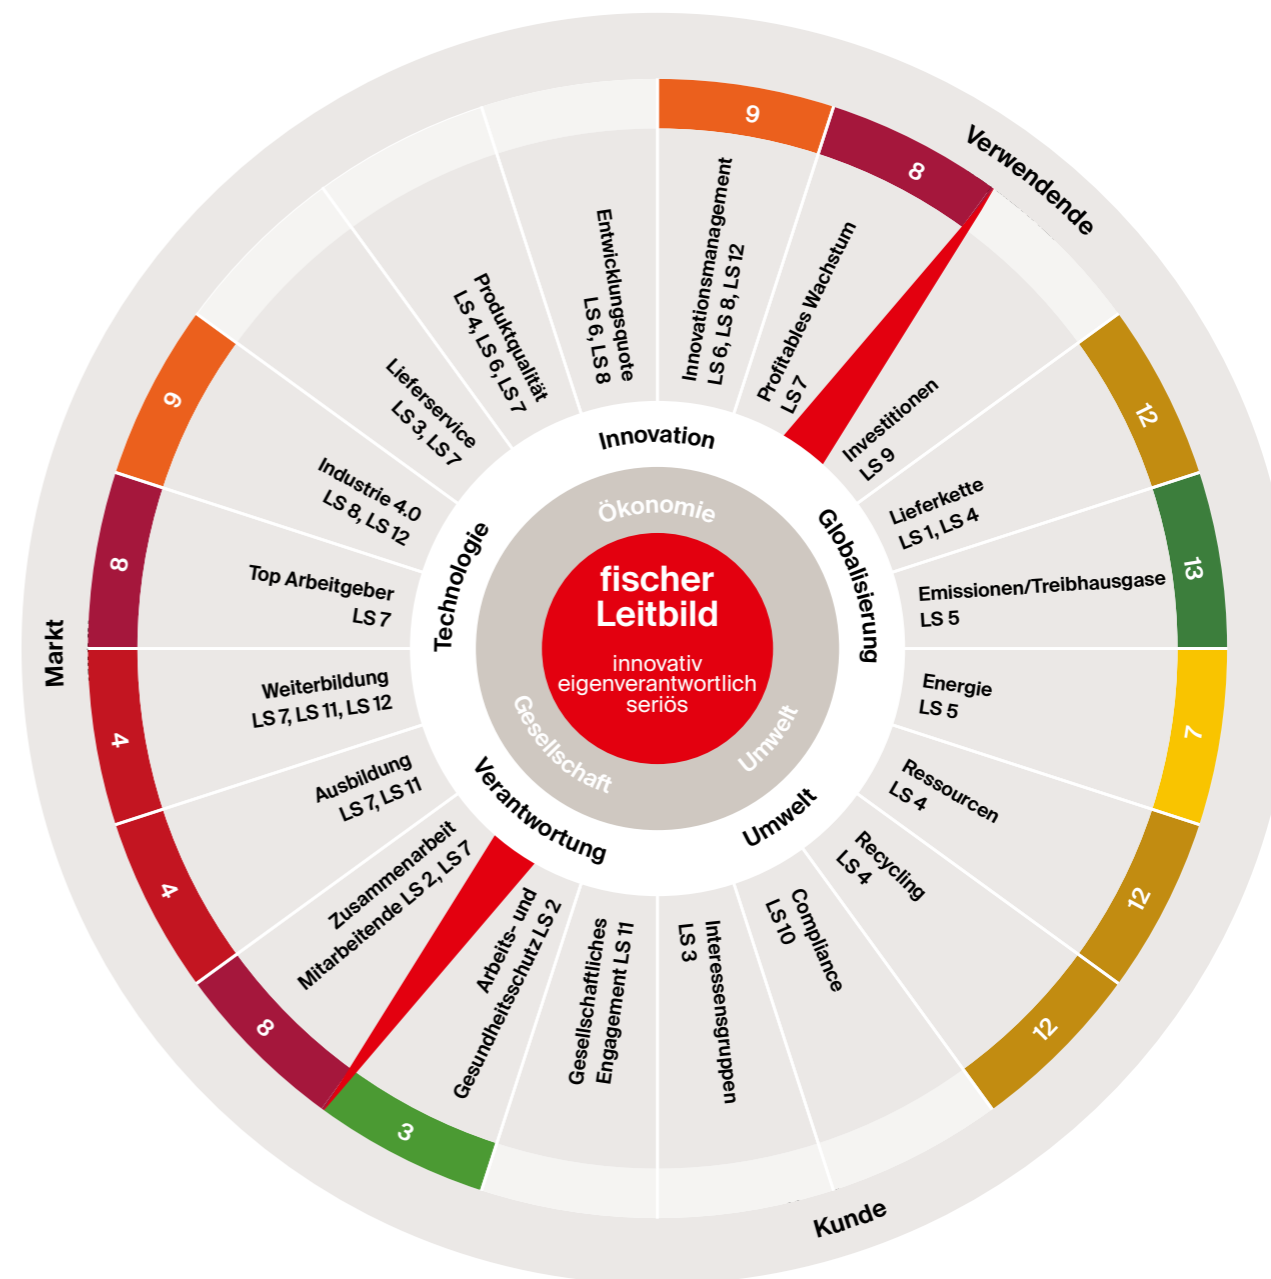 fischer
Leitbild
innovativ
eigenverantwortlich
seriös
Ökonomie
Umwelt
Gesellschaft
Innovation
Globalisierung
Umwelt
Verantwortung
Technologie
Verwendende
Kunde
Markt
9
Innovationsmanagement
LS 6, LS 8, LS 12
8
Profitables Wachstum
LS 7
Investitionen
LS 9
12
Lieferkette
LS 1, LS 4
13
Emissionen/Treibhausgase
LS 5
7
Energie
LS 5
12
Ressourcen
LS 4
12
Recycling
LS 4
Compliance
LS10
Interessensgruppen
LS 3
Gesellschaftliches
Engagement LS 11
3
Arbeits- und
Gesundheitsschutz LS 2
8
Zusammenarbeit
Mitarbeitende LS 2, LS 7
4
Ausbildung
LS 7, LS 11
4
Weiterbildung
LS 7, LS 11, LS 12
8
Top Arbeitgeber
LS 7
9
Industrie 4.0
LS 8, LS 12
Lieferservice
LS 3, LS 7
Produktqualität
LS 4, LS 6, LS 7
Entwicklungsquote
LS 6, LS 8